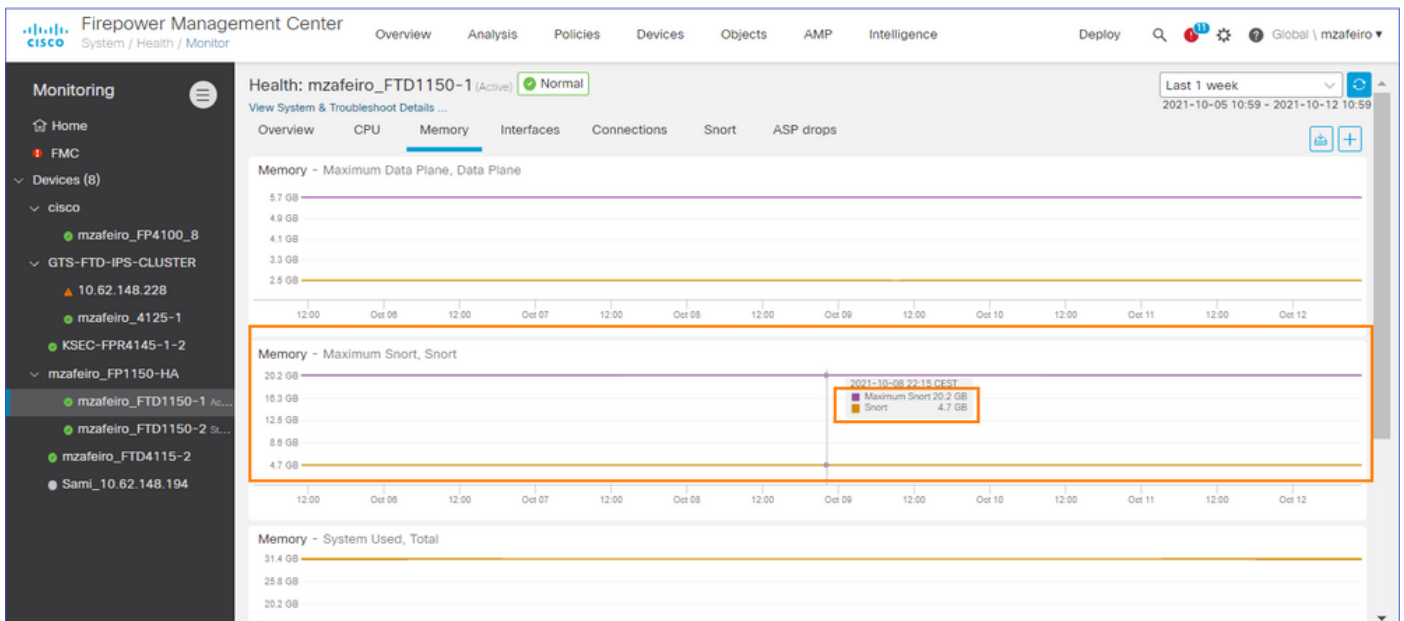 cisco
Firepower Management Center
System / Health / Monitor
Overview Analysis Policies Devices Objects AMP Intelligence Deploy 11 Global \ mzafeiro
Monitoring
Home
FMC
Devices (8)
cisco
mzafeiro_FP4100_8
GTS-FTD-IPS-CLUSTER
10.62.148.228
mzafeiro_4125-1
KSEC-FPR4145-1-2
mzafeiro_FP1150-HA
mzafeiro_FTD1150-1 Ac...
mzafeiro_FTD1150-2 St...
mzafeiro_FTD4115-2
Sami_10.62.148.194
Health: mzafeiro_FTD1150-1 (Active) Normal
View System & Troubleshoot Details ...
Last 1 week
2021-10-05 10:59 - 2021-10-12 10:59
Overview CPU Memory Interfaces Connections Snort ASP drops
Memory - Maximum Data Plane, Data Plane
5.7 GB
4.9 GB
4.1 GB
3.3 GB
2.5 GB
12:00 Oct 06 12:00 Oct 07 12:00 Oct 08 12:00 Oct 09 12:00 Oct 10 12:00 Oct 11 12:00 Oct 12
Memory - Maximum Snort, Snort
20.2 GB
16.3 GB
12.5 GB
8.6 GB
4.7 GB
2021-10-08 22:15 CEST
Maximum Snort 20.2 GB
Snort 4.7 GB
12:00 Oct 06 12:00 Oct 07 12:00 Oct 08 12:00 Oct 09 12:00 Oct 10 12:00 Oct 11 12:00 Oct 12
Memory - System Used, Total
31.4 GB
25.8 GB
20.2 GB